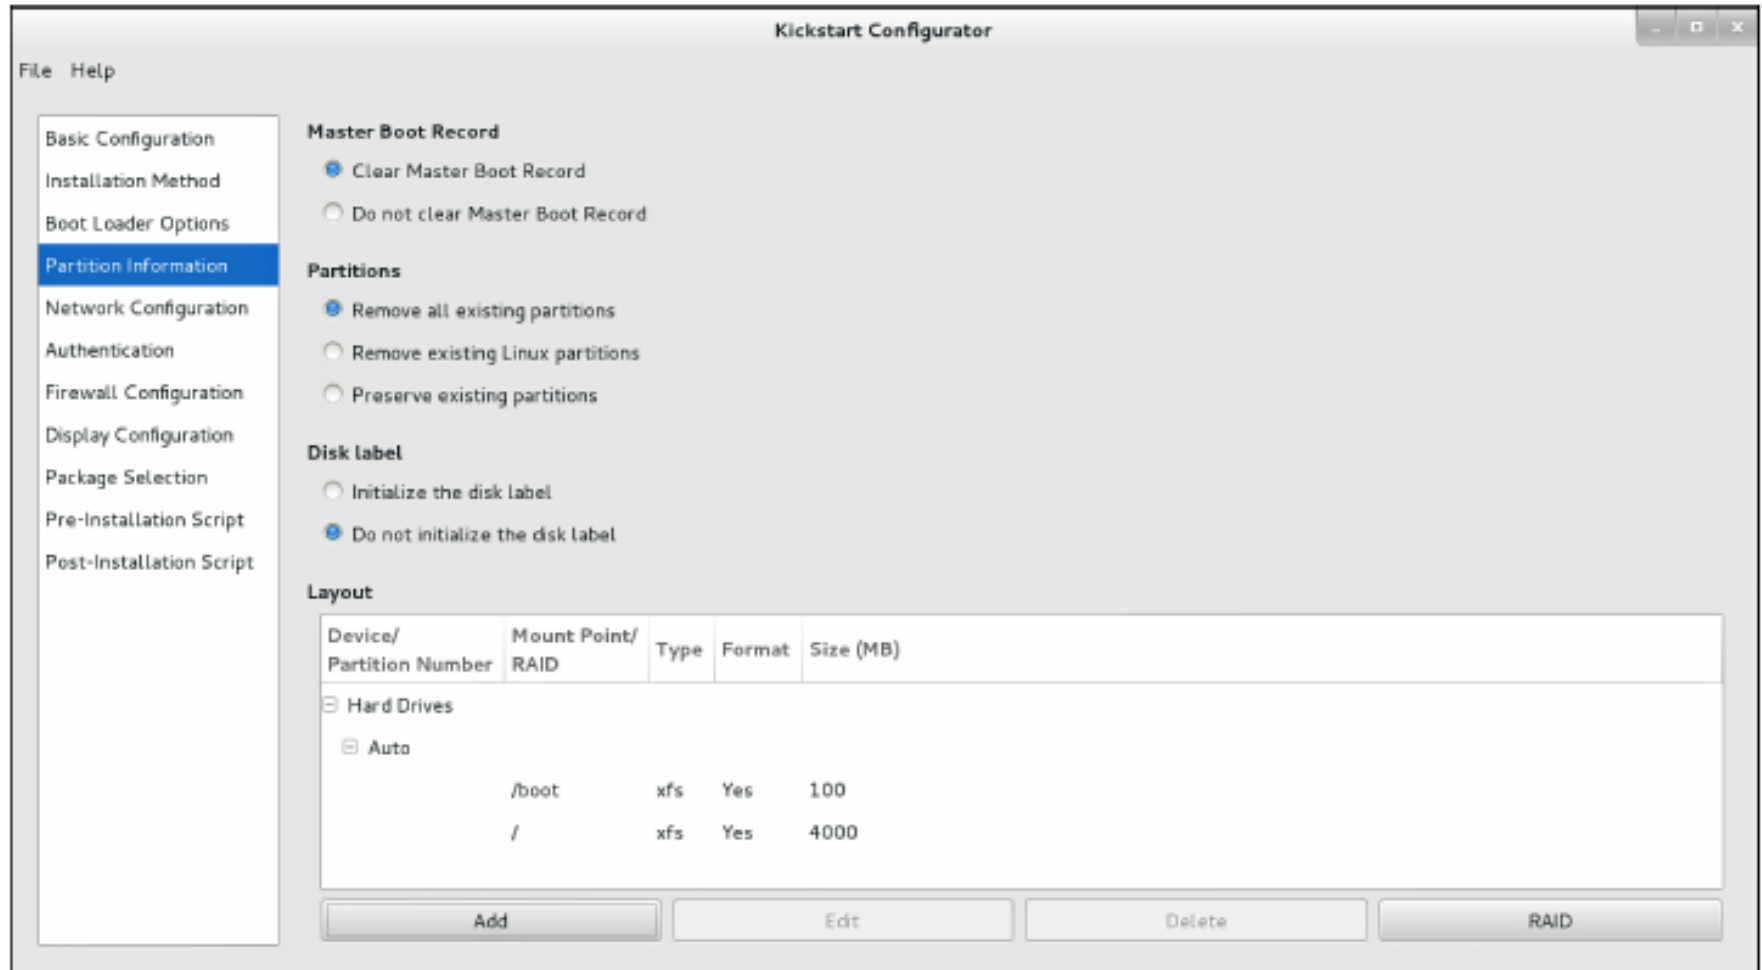 Kickstart Configurator
File Help
Basic Configuration
Installation Method
Boot Loader Options
Partition Information
Network Configuration
Authentication
Firewall Configuration
Display Configuration
Package Selection
Pre-Installation Script
Post-Installation Script
Master Boot Record
Clear Master Boot Record
Do not clear Master Boot Record
Partitions
Remove all existing partitions
Remove existing Linux partitions
Preserve existing partitions
Disk label
Initialize the disk label
Do not initialize the disk label
Layout
Device/ Mount Point/
Partition Number RAID Type Format Size (MB)
Hard Drives
Auto
/boot xfs Yes 100
/ xfs Yes 4000
Add Edit Delete RAID